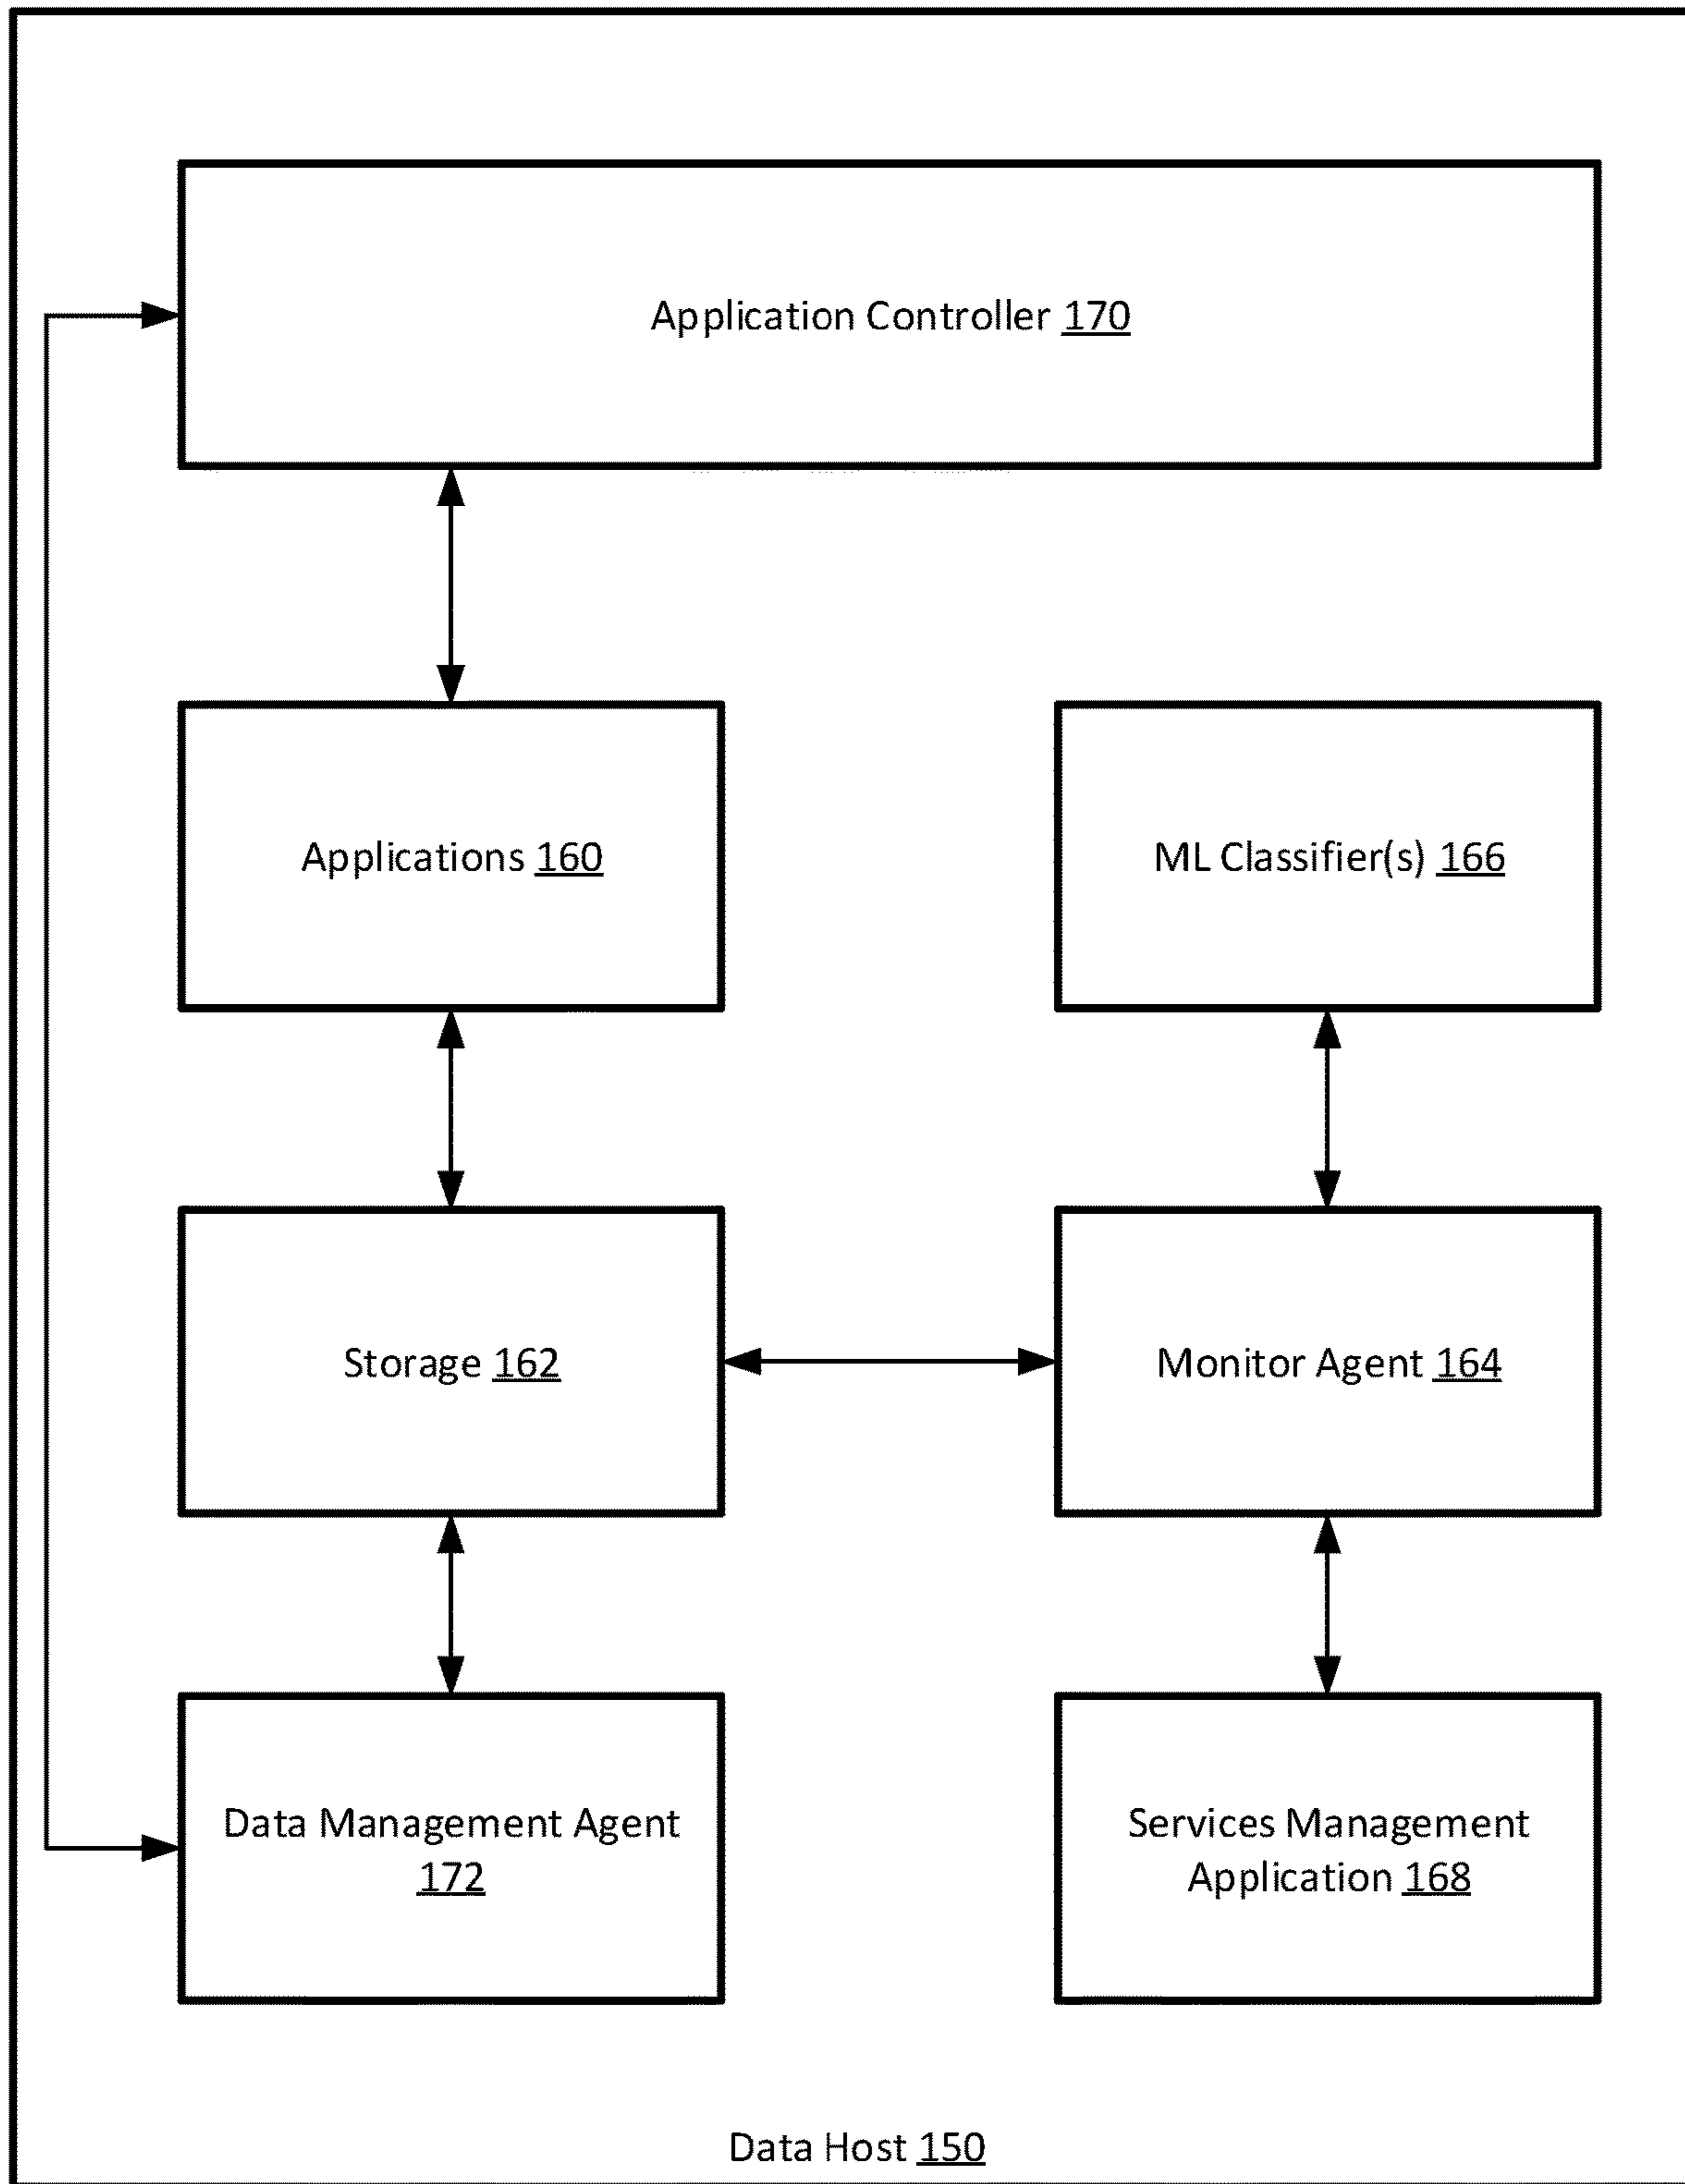 Application Controller 170
Applications 160
ML Classifier(s) 166
Storage 162
Monitor Agent 164
Data Management Agent
172
Services Management
Application 168
Data Host 150